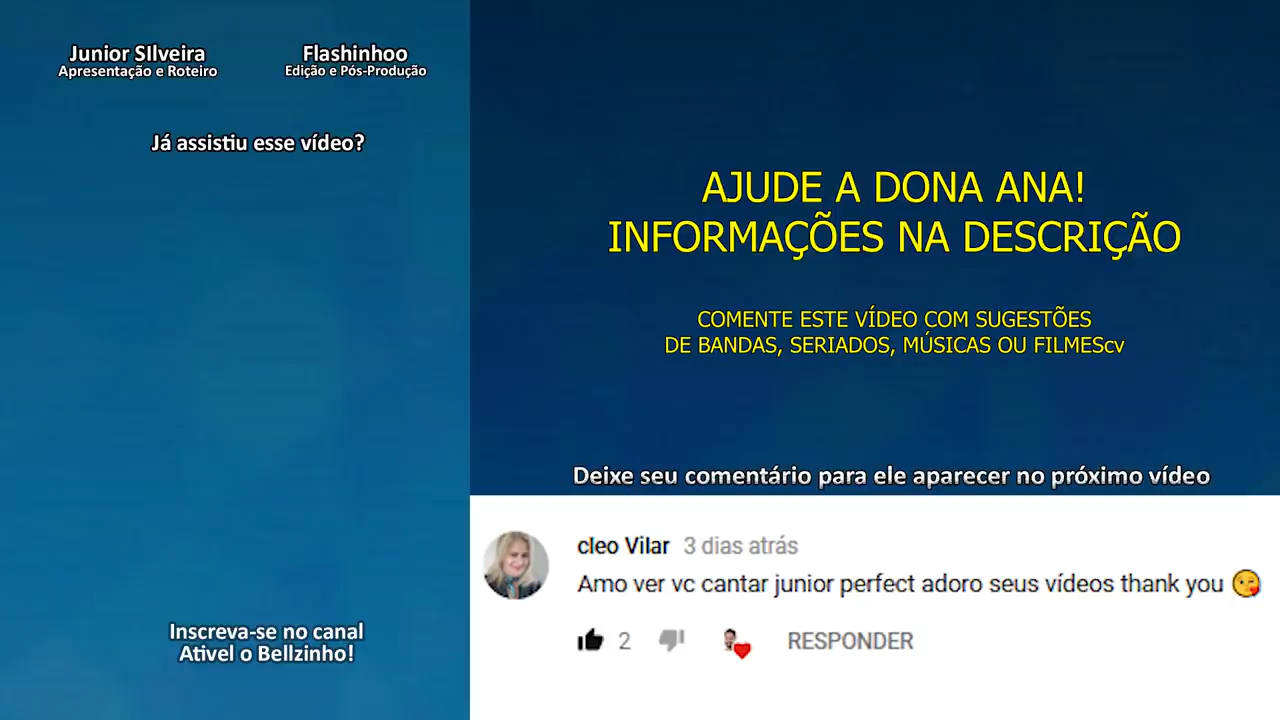 Junior SIlveira
Apresentação e Roteiro
Flashinhoo
Edição e Pós-Produção
Já assistiu esse vídeo?
Inscreva-se no canal
Ativel o Bellzinho!
AJUDE A DONA ANA!
INFORMAÇÕES NA DESCRIÇÃO
COMENTE ESTE VÍDEO COM SUGESTÕES
DE BANDAS, SERIADOS, MÚSICAS OU FILMEScv
Deixe seu comentário para ele aparecer no próximo vídeo
cleo Vilar 3 dias atrás
Amo ver vc cantar junior perfect adoro seus vídeos thank you 😘
2 RESPONDER